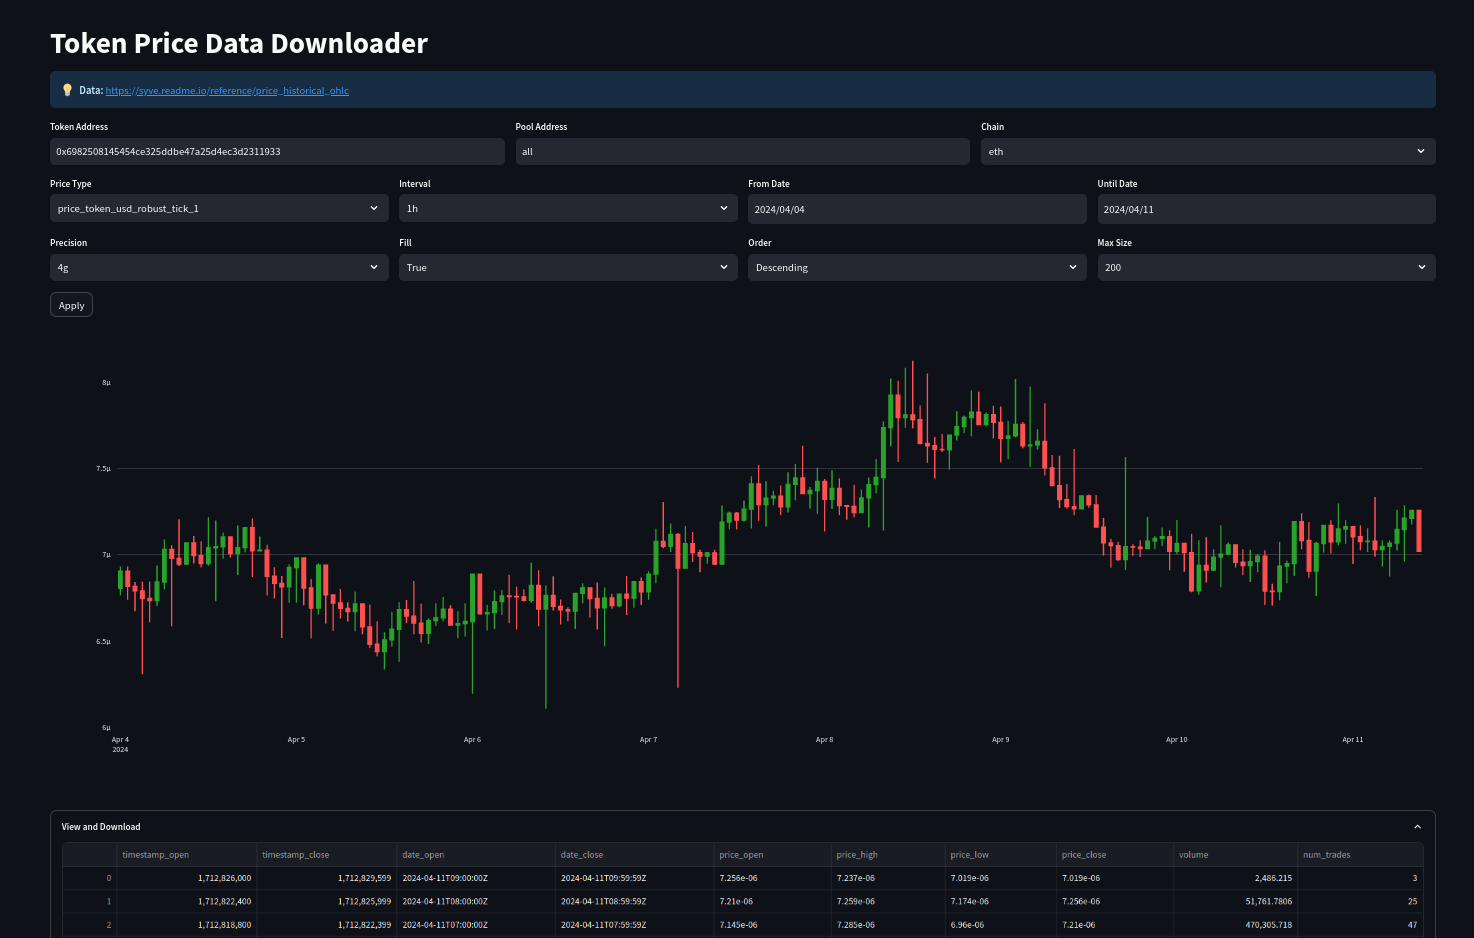 Token Price Data Downloader
Data: https://syve.readme.io/reference/price_historical_ohlc
Token Address Pool Address Chain
0x6982508145454ce325ddbe47a25d4ec3d2311933 all eth
Price Type Interval From Date Until Date
price_token_usd_robust_tick_1 1h 2024/04/04 2024/04/11
Precision Fill Order Max Size
4g True Descending 200
Apply
8μ
7.5μ
7μ
6.5μ
6μ
Apr 4 Apr 5 Apr 6 Apr 7 Apr 8 Apr 9 Apr 10 Apr 11
2024
View and Download
timestamp_open timestamp_close date_open date_close price_open price_high price_low price_close volume num_trades
0 1,712,826,000 1,712,829,599 2024-04-11T09:00:00Z 2024-04-11T09:59:59Z 7.256e-06 7.237e-06 7.019e-06 7.019e-06 2,486.215 3
1 1,712,822,400 1,712,825,999 2024-04-11T08:00:00Z 2024-04-11T08:59:59Z 7.21e-06 7.259e-06 7.174e-06 7.256e-06 51,761.7806 25
2 1,712,818,800 1,712,822,399 2024-04-11T07:00:00Z 2024-04-11T07:59:59Z 7.145e-06 7.285e-06 6.96e-06 7.21e-06 470,305.718 47